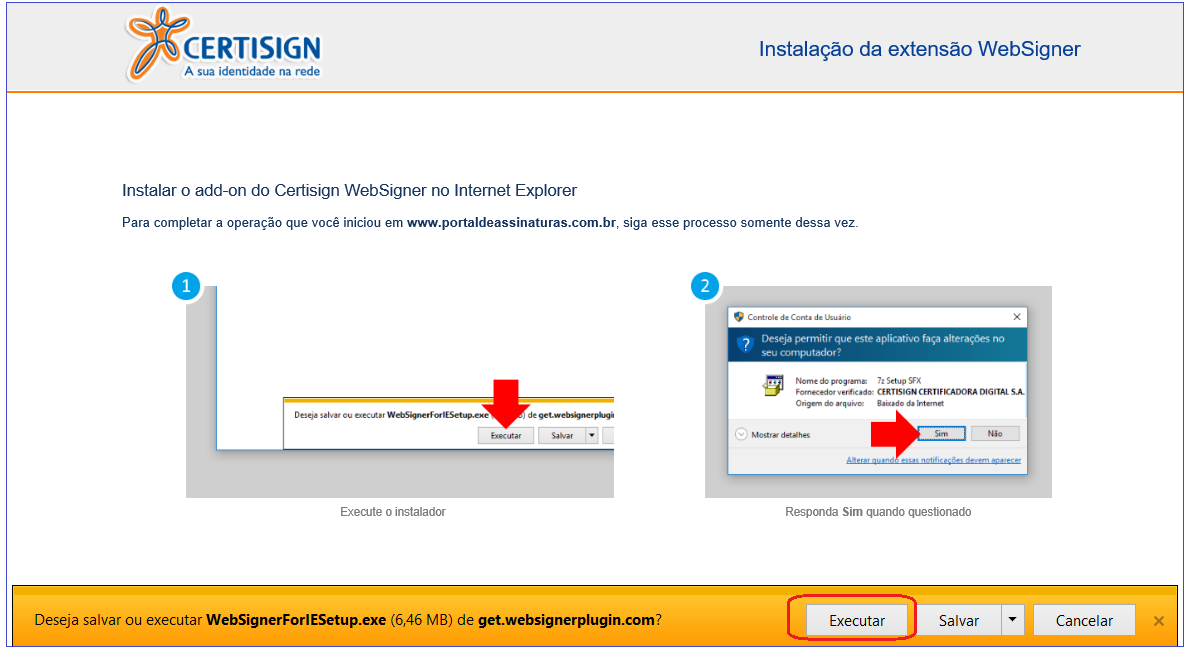 CERTISIGN
A sua identidade na rede
Instalação da extensão WebSigner
Instalar o add-on do Certisign WebSigner no Internet Explorer
Para completar a operação que você iniciou em www.portaldeassinaturas.com.br, siga esse processo somente dessa vez.
1
Deseja salvar ou executar WebSignerForIESetup.exe MB) de get.websignerplugi
Executar Salvar
Execute o instalador
2
Controle de Conta de Usuário
Deseja permitir que este aplicativo faça alterações no
seu computador?
Nome do programa: 7z Setup SFX
Fornecedor verificado: CERTISIGN CERTIFICADORA DIGITAL S.A.
Origem do arquivo: Baixado da Internet
Mostrar detalhes Sim Não
Alterar quando essas notificações devem aparecer
Responda Sim quando questionado
Deseja salvar ou executar WebSignerForIESetup.exe (6,46 MB) de get.websignerplugin.com?
Executar Salvar Cancelar